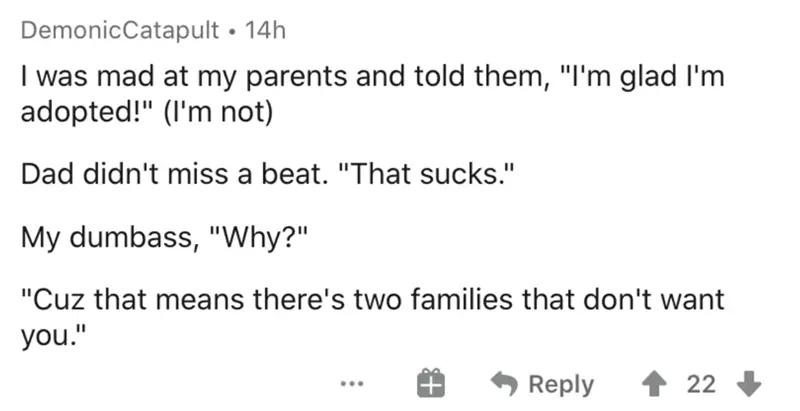 DemonicCatapult • 14h
I was mad at my parents and told them, "I'm glad I'm
adopted!" (I'm not)
Dad didn't miss a beat. "That sucks."
My dumbass, "Why?"
"Cuz that means there's two families that don't want
you."
... Reply 22